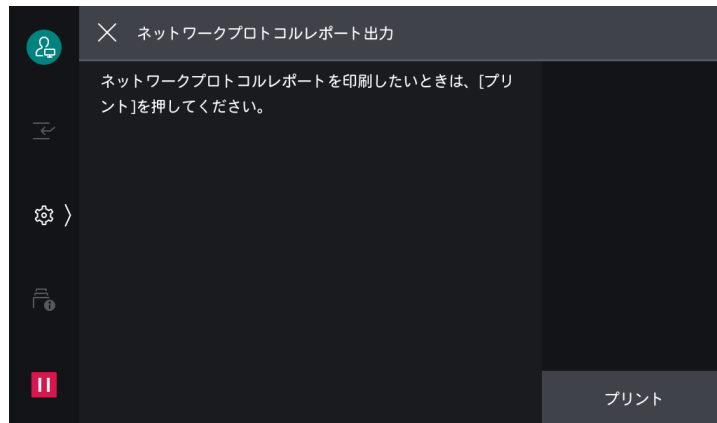 ネットワークプロトコルレポート出力
ネットワークプロトコルレポートを印刷したいときは、[プリ
ント]を押してください。
プリント